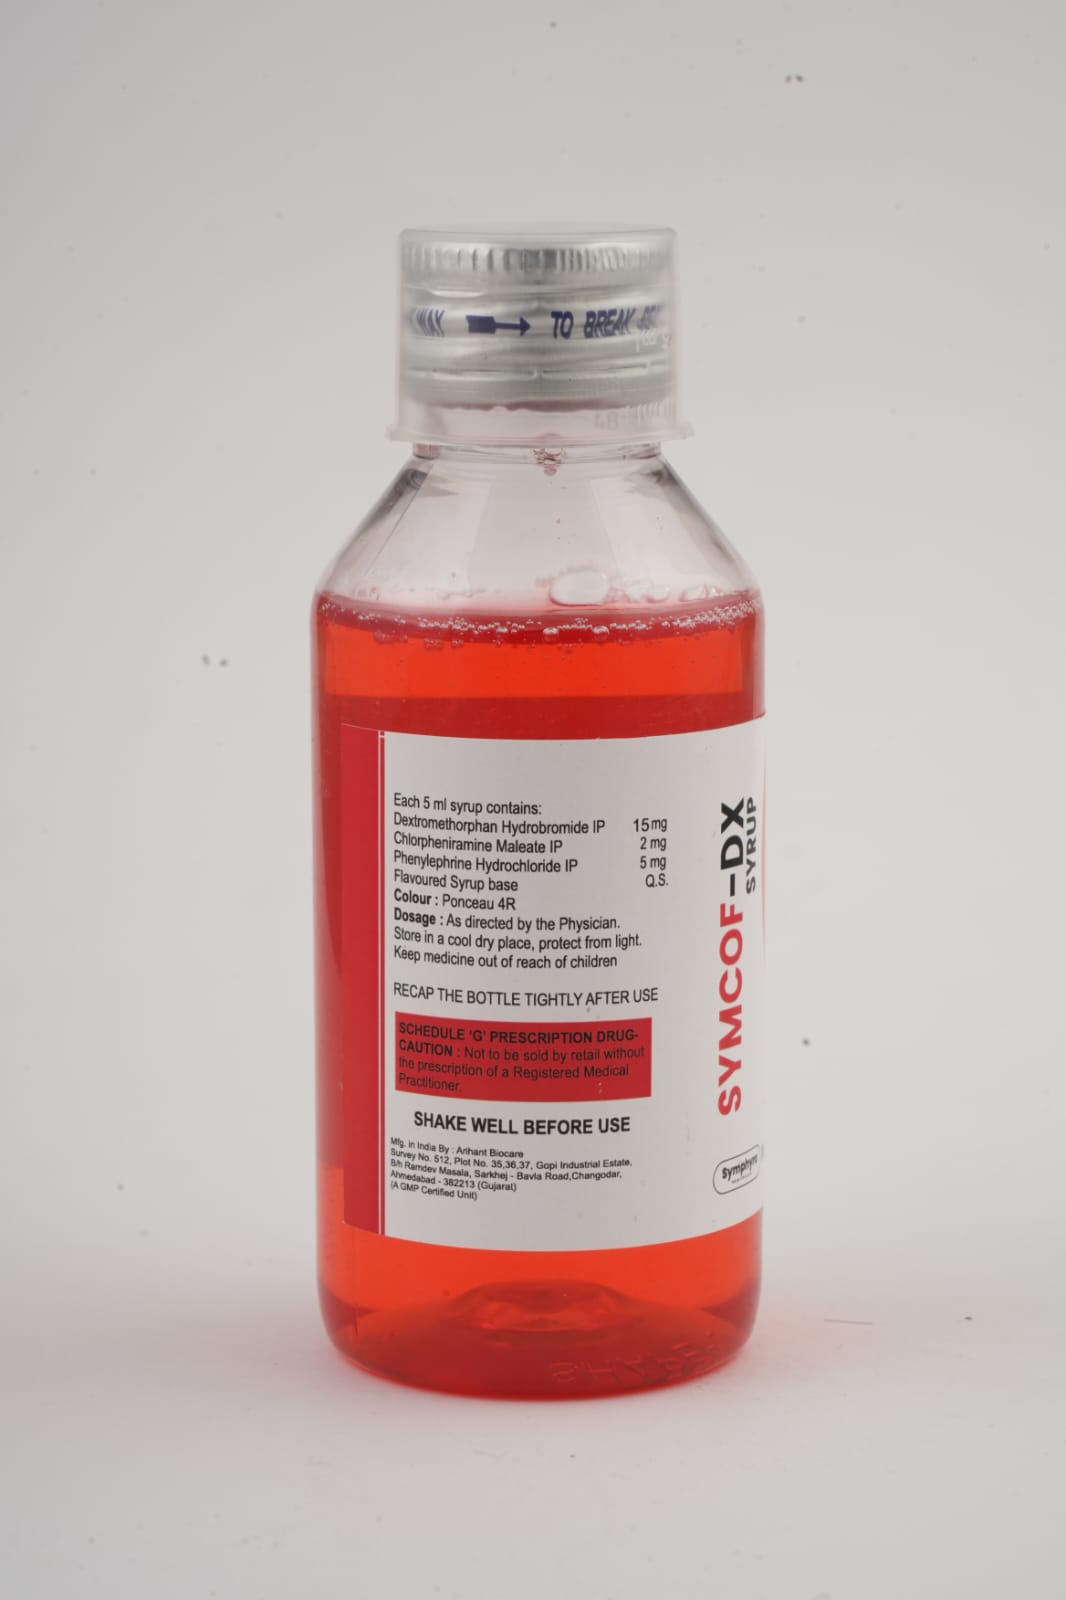 WAY TO BREAK
Each 5 ml syrup contains:
Dextromethorphan Hydrobromide IP 15 mg
Chlorpheniramine Maleate IP 2 mg
Phenylephrine Hydrochloride IP 5 mg
Flavoured Syrup base Q.S.
Colour : Ponceau 4R
Dosage : As directed by the Physician.
Store in a cool dry place, protect from light.
Keep medicine out of reach of children
RECAP THE BOTTLE TIGHTLY AFTER USE
SCHEDULE 'G' PRESCRIPTION DRUG-
CAUTION : Not to be sold by retail without
the prescription of a Registered Medical
Practitioner.
SHAKE WELL BEFORE USE
Mfg. in India By : Arihant Biocare
Survey No. 512, Plot No. 35,36,37, Gopi Industrial Estate,
B/h Ramdev Masala, Sarkhej - Bavla Road,Changodar,
Ahmedabad - 382213 (Gujarat)
(A GMP Certified Unit)
SYMCOF-DX
SYRUP